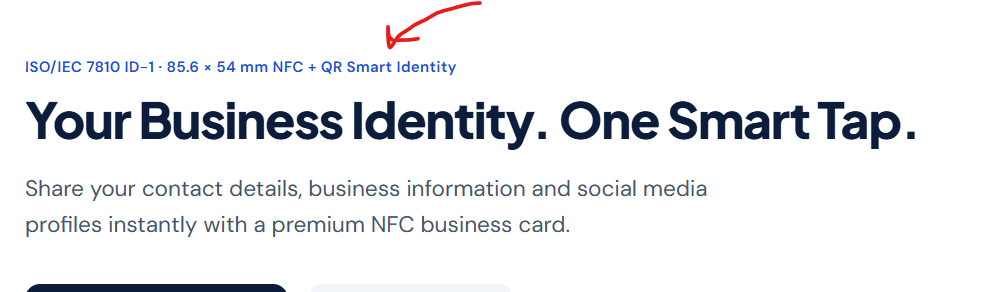 ISO/IEC 7810 ID-1 · 85.6 × 54 mm NFC + QR Smart Identity
Your Business Identity. One Smart Tap.
Share your contact details, business information and social media
profiles instantly with a premium NFC business card.